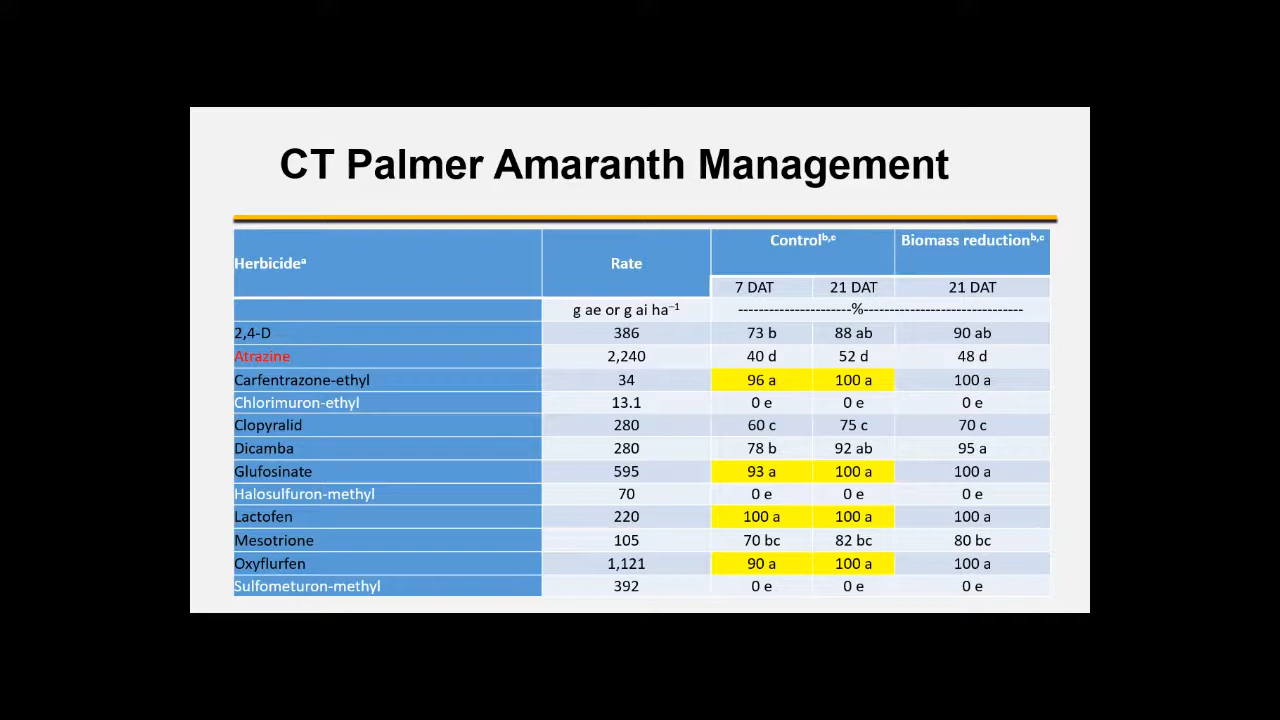 CT Palmer Amaranth Management
Herbicideᵃ Rate Controlᵇ,ᶜ Biomass reductionᵇ,ᶜ
7 DAT 21 DAT 21 DAT
g ae or g ai ha⁻¹ ----------------------%-------------------------------
2,4-D 386 73 b 88 ab 90 ab
Atrazine 2,240 40 d 52 d 48 d
Carfentrazone-ethyl 34 96 a 100 a 100 a
Chlorimuron-ethyl 13.1 0 e 0 e 0 e
Clopyralid 280 60 c 75 c 70 c
Dicamba 280 78 b 92 ab 95 a
Glufosinate 595 93 a 100 a 100 a
Halosulfuron-methyl 70 0 e 0 e 0 e
Lactofen 220 100 a 100 a 100 a
Mesotrione 105 70 bc 82 bc 80 bc
Oxyflurfen 1,121 90 a 100 a 100 a
Sulfometuron-methyl 392 0 e 0 e 0 e